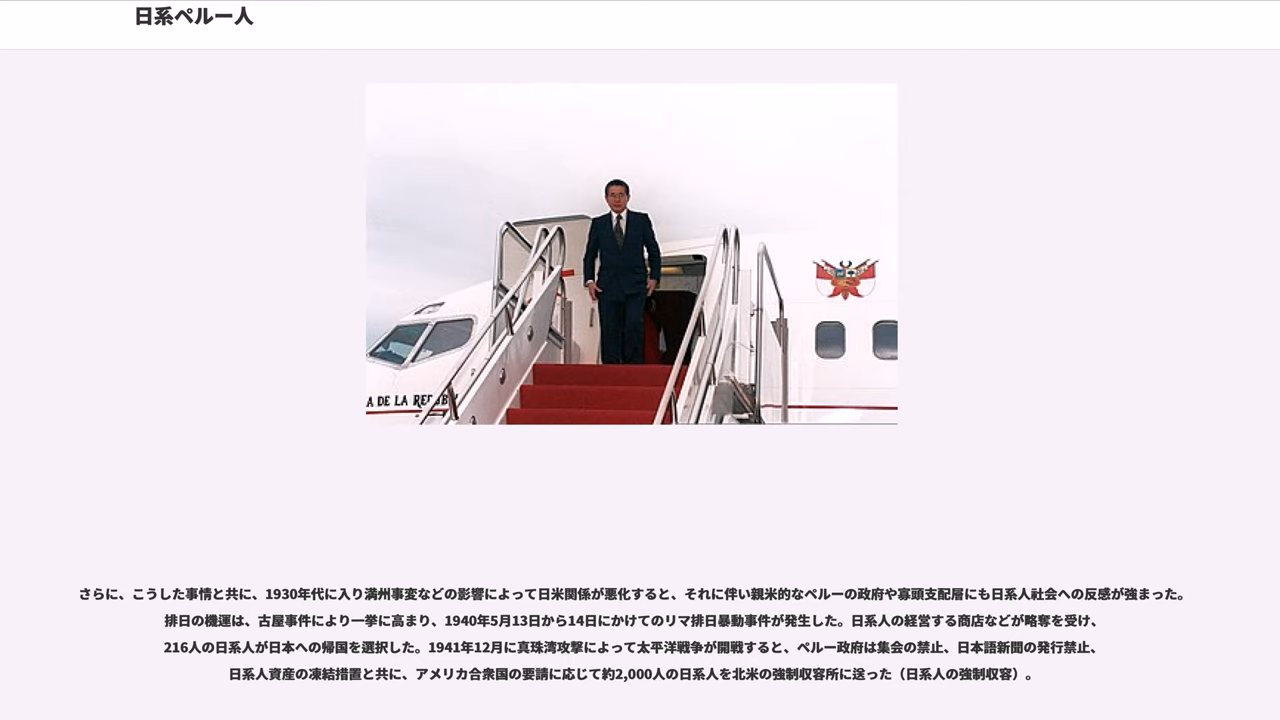 日系ペルー人
A DE LA REPUB
さらに、こうした事情と共に、1930年代に入り満州事変などの影響によって日米関係が悪化すると、それに伴い親米的なペルーの政府や寡頭支配層にも日系人社会への反感が強まった。
排日の機運は、古屋事件により一挙に高まり、1940年5月13日から14日にかけてのリマ排日暴動事件が発生した。日系人の経営する商店などが略奪を受け、
216人の日系人が日本への帰国を選択した。1941年12月に真珠湾攻撃によって太平洋戦争が開戦すると、ペルー政府は集会の禁止、日本語新聞の発行禁止、
日系人資産の凍結措置と共に、アメリカ合衆国の要請に応じて約2,000人の日系人を北米の強制収容所に送った（日系人の強制収容）。